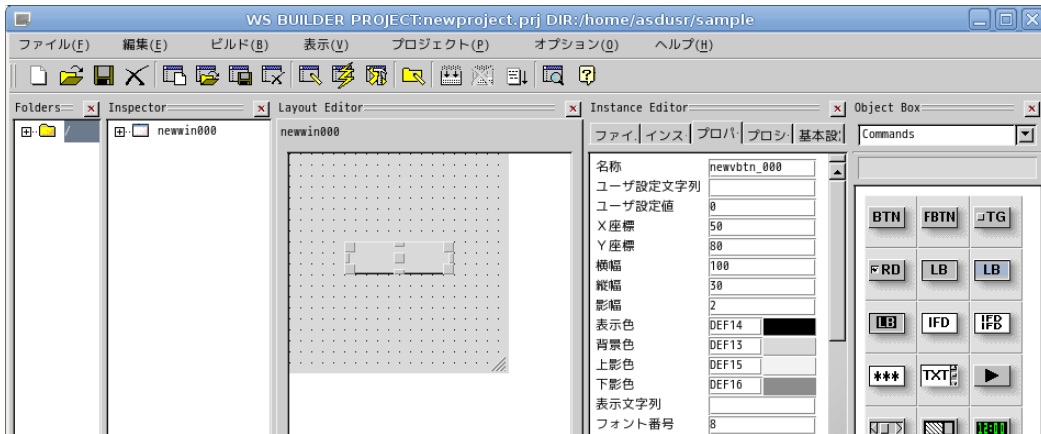 WS BUILDER PROJECT:newproject.prj DIR:/home/asdusr/sample
ファイル(F) 編集(E) ビルド(B) 表示(V) プロジェクト(P) オプション(O) ヘルプ(H)
Folders Inspector Layout Editor Instance Editor Object Box
/ newwin000 newwin000 ファイ. インス プロパ プロシ 基本設 Commands
名称 newvbtn_000
ユーザ設定文字列
ユーザ設定値 0
X座標 50
Y座標 80
横幅 100
縦幅 30
影幅 2
表示色 DEF14
背景色 DEF13
上影色 DEF15
下影色 DEF16
表示文字列
フォント番号 8
BTN FBTN TG
RD LB LB
LB IFD IFD IFD
*** TXT